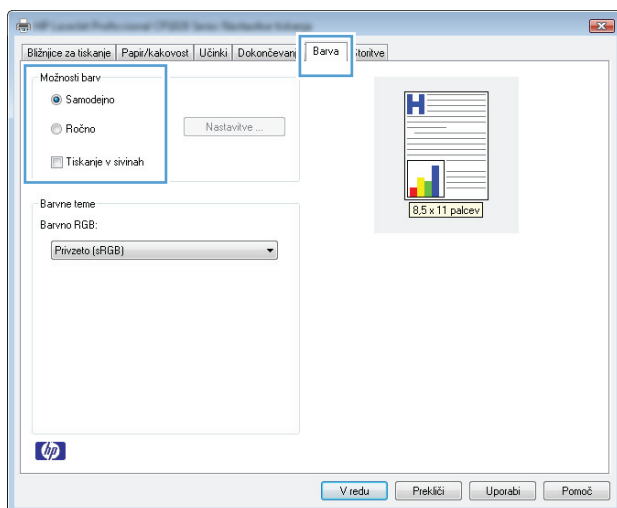 Bližnjice za tiskanje Papir/kakovost Učinki Dokončevanj Barva Storitve
Možnosti barv
Samodejno
Ročno
Nastavitve ...
Tiskanje v sivinah
H
8,5 x 11 palcev
Barvne teme
Barvno RGB:
Privzeto (sRGB)
hp
V redu Prekliči Uporabi Pomoč